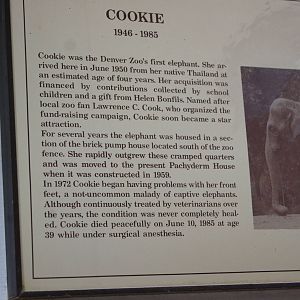 COOKIE
1946 - 1985
Cookie was the Denver Zoo's first elephant. She ar-
rived here in June 1950 from her native Thailand at
an estimated age of four years. Her acquisition was
financed by contributions collected by school
children and a gift from Helen Bonfils. Named after
local zoo fan Lawrence C. Cook, who organized the
fund-raising campaign, Cookie soon became a star
attraction.
For several years the elephant was housed in a sec-
tion of the brick pump house located south of the zoo
fence. She rapidly outgrew these cramped quarters
and was moved to the present Pachyderm House
when it was constructed in 1959.
In 1972 Cookie began having problems with her front
feet, a not-uncommon malady of captive elephants.
Although continuously treated by veterinarians over
the years, the condition was never completely heal-
ed. Cookie died peacefully on June 10, 1985 at age
39 while under surgical anesthesia.